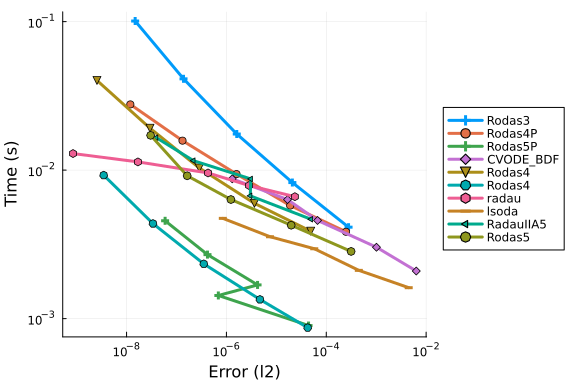 10⁻¹
10⁻²
10⁻³
Time (s)
10⁻⁸
10⁻⁶
10⁻⁴
10⁻²
Error (l2)
Rodas3
Rodas4P
Rodas5P
CVODE_BDF
Rodas4
Rodas4
radau
lsoda
RadauIIA5
Rodas5